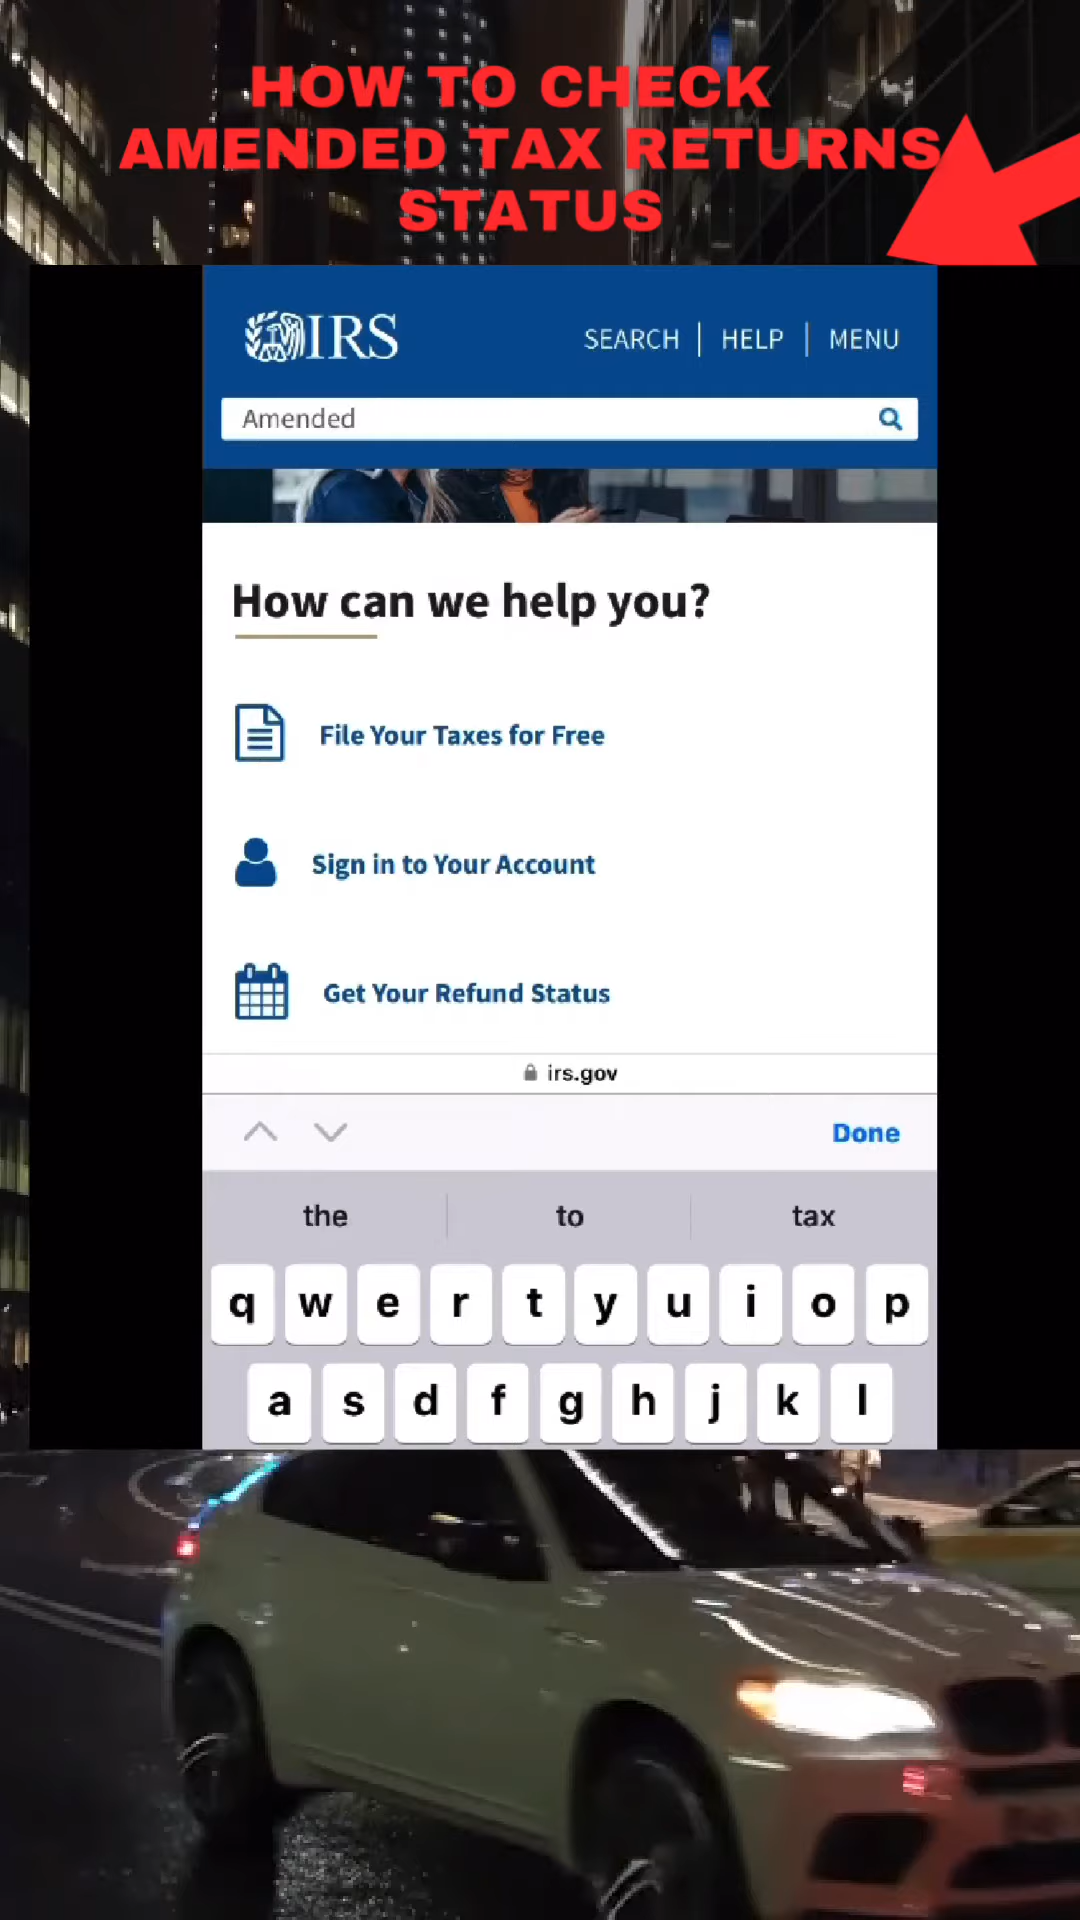 HOW TO CHECK
AMENDED TAX RETURNS
STATUS
IRS
SEARCH | HELP | MENU
Amended
How can we help you?
File Your Taxes for Free
Sign in to Your Account
Get Your Refund Status
irs.gov
Done
the to tax
q w e r t y u i o p
a s d f g h j k l